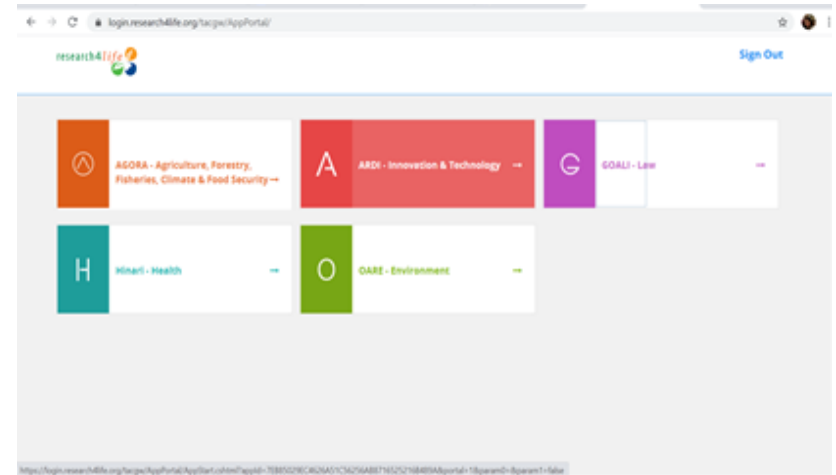 login.research4life.org/tacgw/AppPortal/
research4life
Sign Out
AGORA - Agriculture, Forestry,
Fisheries, Climate & Food Security→
A
ARDI - Innovation & Technology →
G
GOALI - Law →
H
Hinari - Health →
O
OARE - Environment →